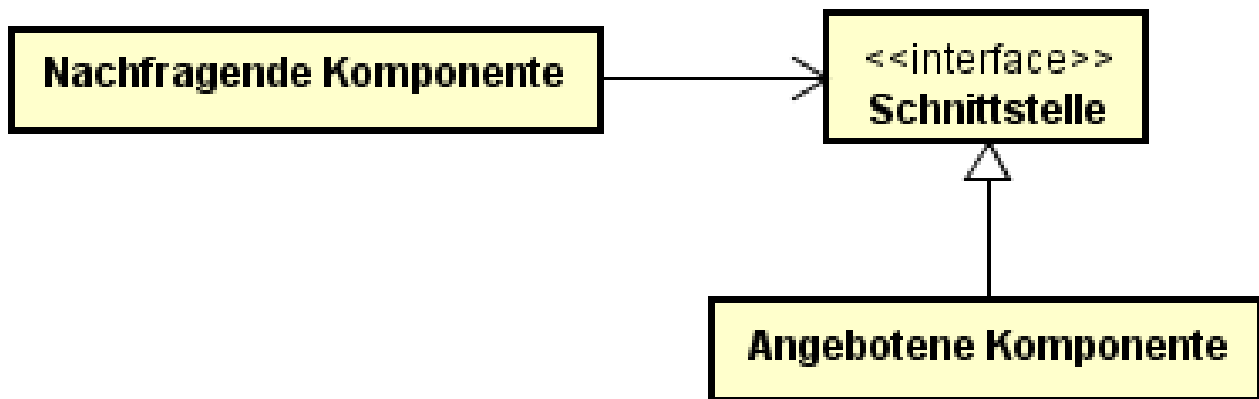 Nachfragende Komponente
<<interface>>
Schnittstelle
Angebotene Komponente